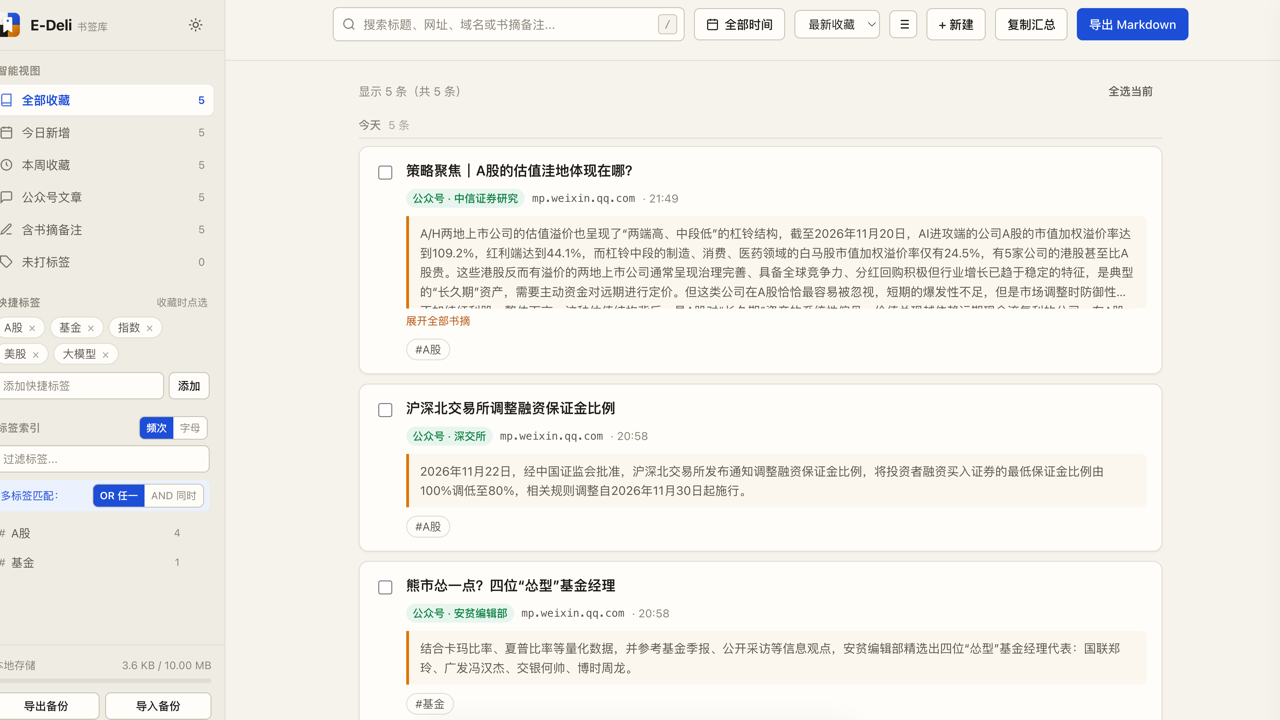 E-Deli 书签库
智能视图
全部收藏 5
今日新增 5
本周收藏 5
公众号文章 5
含书摘备注 5
未打标签 0
快捷标签 收藏时点选
A股 × 基金 × 指数 ×
美股 × 大模型 ×
添加快捷标签 添加
标签索引 频次 字母
过滤标签...
多标签匹配: OR 任一 AND 同时
# A股 4
# 基金 1
本地存储 3.6 KB / 10.00 MB
导出备份 导入备份
搜索标题、网址、域名或书摘备注... / 全部时间 最新收藏 + 新建 复制汇总 导出 Markdown
显示 5 条（共 5 条） 全选当前
今天 5 条
策略聚焦｜A股的估值洼地体现在哪?
公众号 · 中信证券研究 mp.weixin.qq.com · 21:49
A/H两地上市公司的估值溢价也呈现了“两端高、中段低”的杠铃结构，截至2026年11月20日，AI进攻端的公司A股的市值加权溢价率达
到109.2%，红利端达到44.1%，而杠铃中段的制造、消费、医药领域的白马股市值加权溢价率仅有24.5%，有5家公司的港股甚至比A
股贵。这些港股反而有溢价的两地上市公司通常呈现治理完善、具备全球竞争力、分红回购积极但行业增长已趋于稳定的特征，是典型
的“长久期”资产，需要主动资金对远期进行定价。但这类公司在A股恰恰最容易被忽视，短期的爆发性不足，但是市场调整时防御性...
展开全部书摘
#A股
沪深北交易所调整融资保证金比例
公众号 · 深交所 mp.weixin.qq.com · 20:58
2026年11月22日，经中国证监会批准，沪深北交易所发布通知调整融资保证金比例，将投资者融资买入证券的最低保证金比例由
100%调低至80%，相关规则调整自2026年11月30日起施行。
#A股
熊市怂一点？四位“怂型”基金经理
公众号 · 安贫编辑部 mp.weixin.qq.com · 20:58
结合卡玛比率、夏普比率等量化数据，并参考基金季报、公开采访等信息观点，安贫编辑部精选出四位“怂型”基金经理代表：国联郑
玲、广发冯汉杰、交银何帅、博时周龙。
#基金